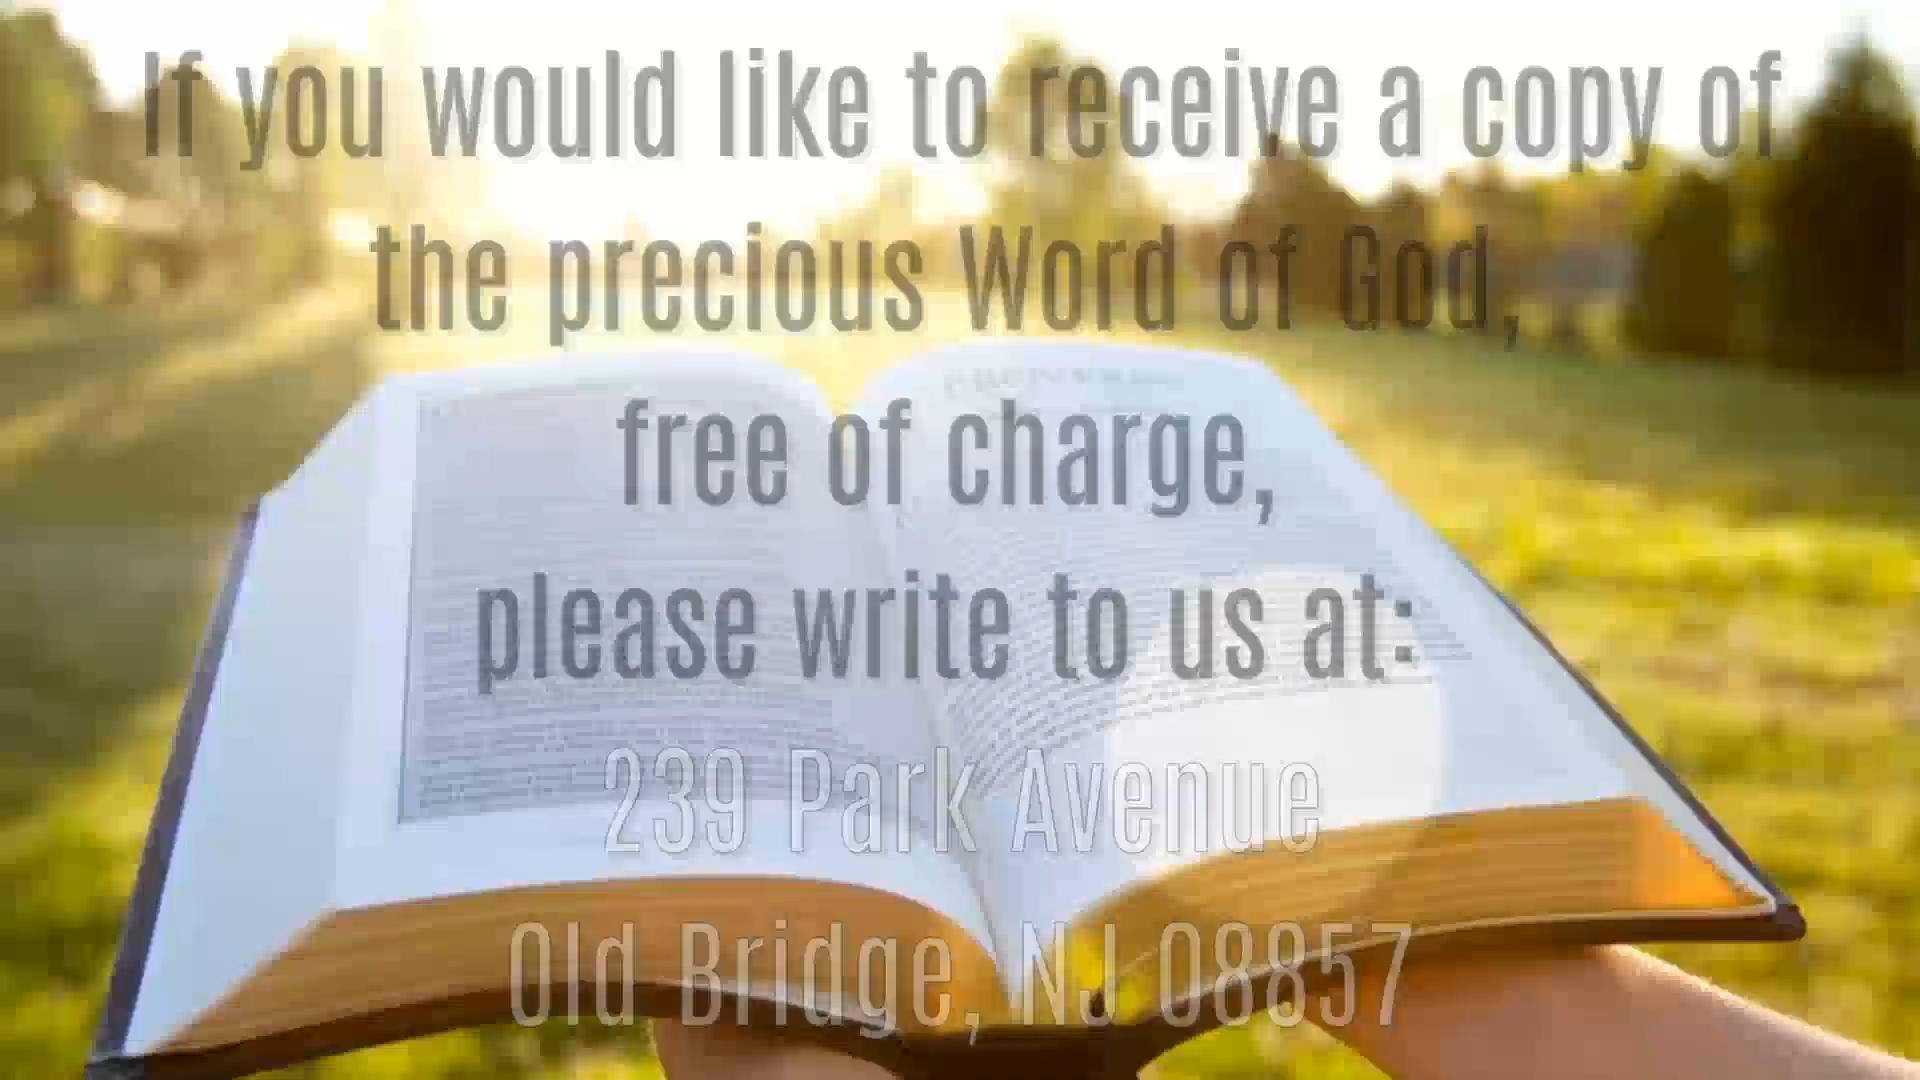 If you would like to receive a copy of
the precious Word of God,
free of charge,
please write to us at:
239 Park Avenue
Old Bridge, NJ 08857